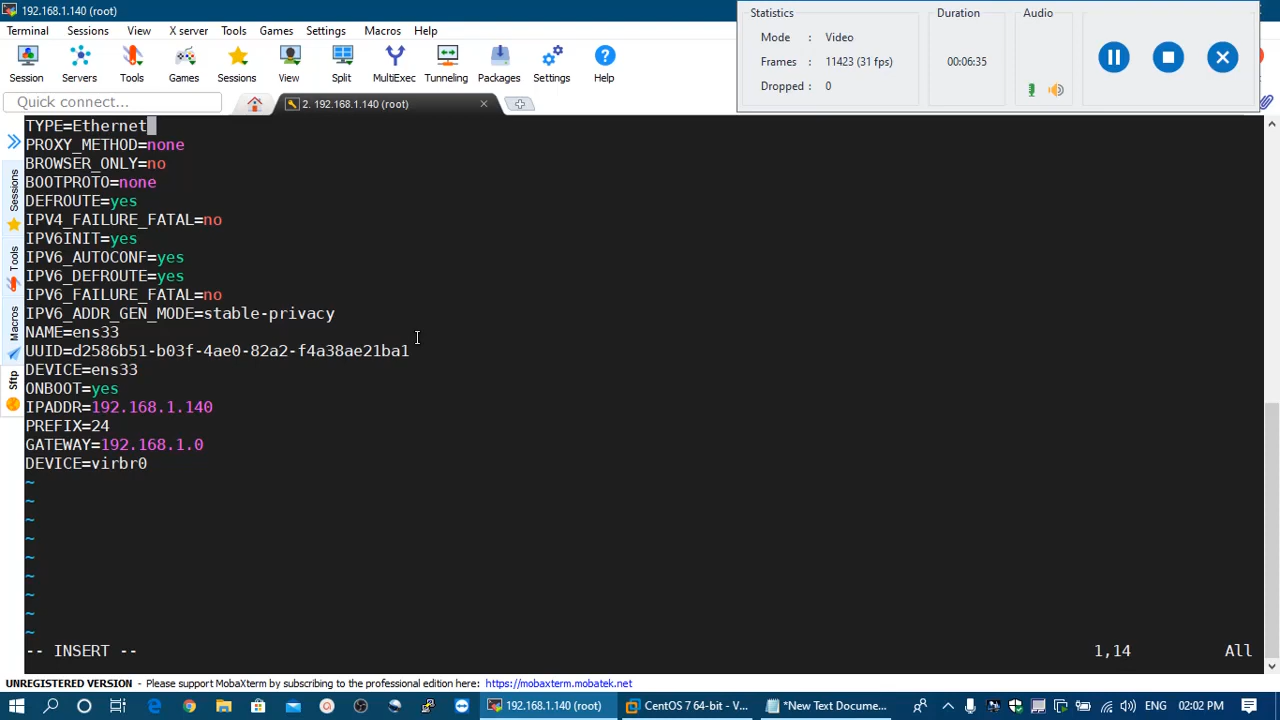 192.168.1.140 (root)
Terminal Sessions View X server Tools Games Settings Macros Help
Session Servers Tools Games Sessions View Split MultiExec Tunneling Packages Settings Help
Statistics Duration Audio
Mode : Video
Frames : 11423 (31 fps) 00:06:35
Dropped : 0
Quick connect...
2. 192.168.1.140 (root)
Sessions
Tools
Macros
Sftp
TYPE=Ethernet
PROXY_METHOD=none
BROWSER_ONLY=no
BOOTPROTO=none
DEFROUTE=yes
IPV4_FAILURE_FATAL=no
IPV6INIT=yes
IPV6_AUTOCONF=yes
IPV6_DEFROUTE=yes
IPV6_FAILURE_FATAL=no
IPV6_ADDR_GEN_MODE=stable-privacy
NAME=ens33
UUID=d2586b51-b03f-4ae0-82a2-f4a38ae21ba1
DEVICE=ens33
ONBOOT=yes
IPADDR=192.168.1.140
PREFIX=24
GATEWAY=192.168.1.0
DEVICE=virbr0
~
~
~
~
~
~
~
~
~
-- INSERT -- 1,14 All
UNREGISTERED VERSION - Please support MobaXterm by subscribing to the professional edition here: https://mobaxterm.mobatek.net
192.168.1.140 (root) CentOS 7 64-bit - V... *New Text Docume... ENG 02:02 PM